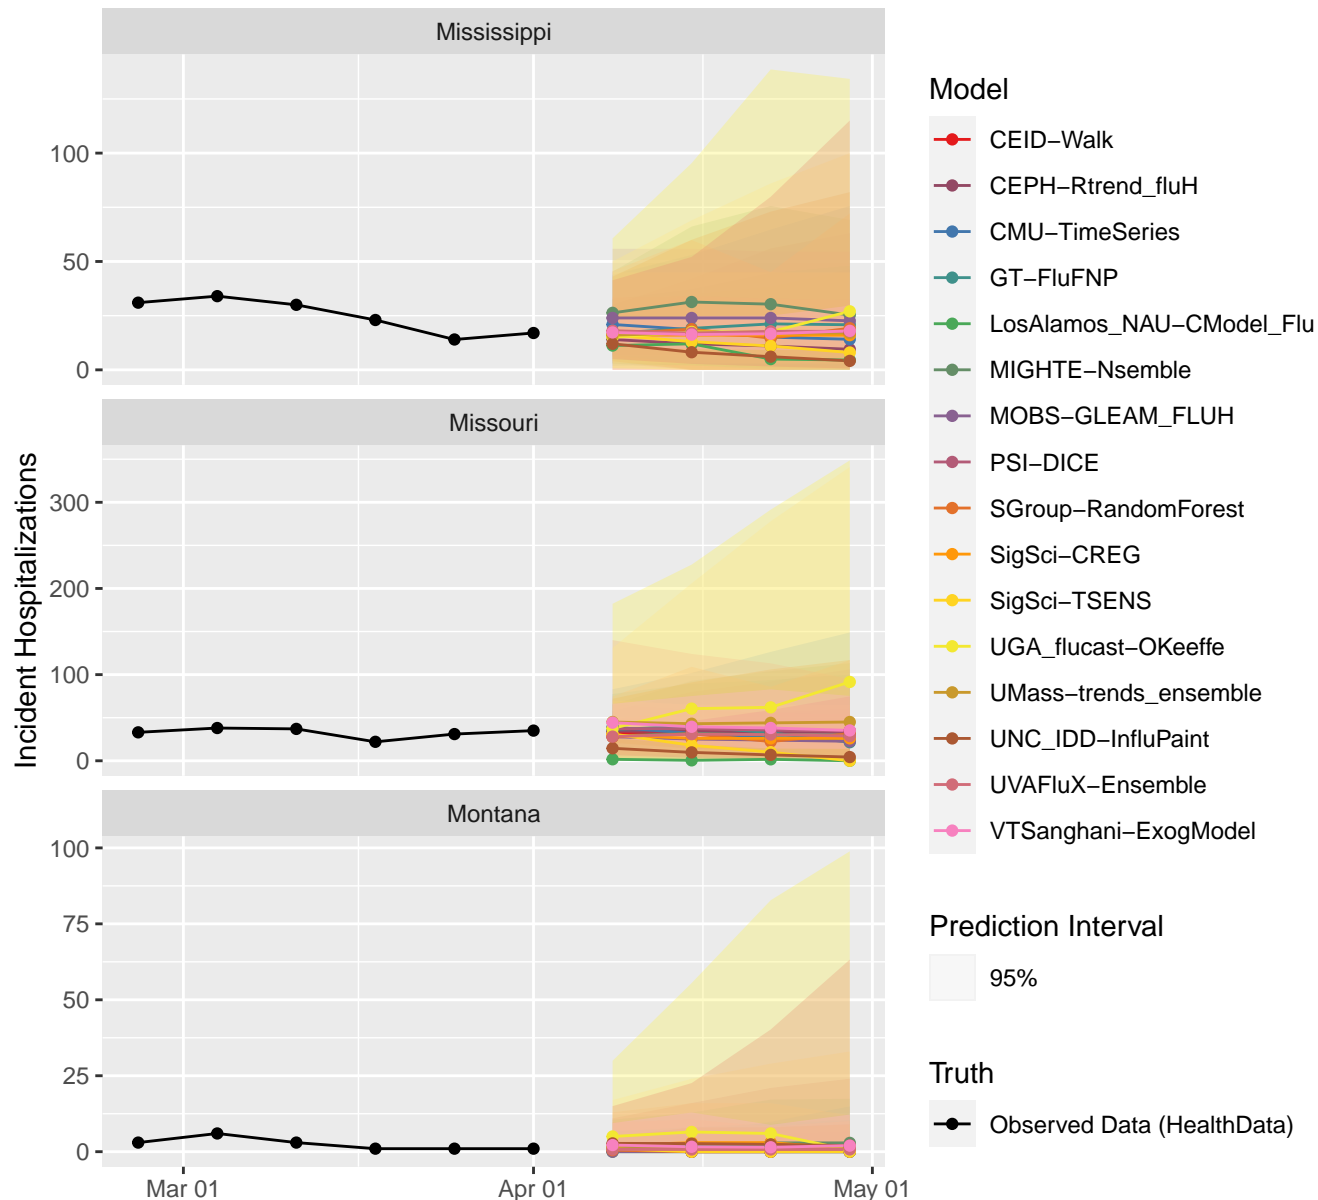 Mississippi
100
50
0
Missouri
300
200
100
0
Montana
100
75
50
25
0
Mar 01
Apr 01
May 01
Incident Hospitalizations
Model
CEID−Walk
CEPH−Rtrend_fluH
CMU−TimeSeries
GT−FluFNP
LosAlamos_NAU−CModel_Flu
MIGHTE−Nsemble
MOBS−GLEAM_FLUH
PSI−DICE
SGroup−RandomForest
SigSci−CREG
SigSci−TSENS
UGA_flucast−OKeeffe
UMass−trends_ensemble
UNC_IDD−InfluPaint
UVAFluX−Ensemble
VTSanghani−ExogModel
Prediction Interval
95%
Truth
Observed Data (HealthData)